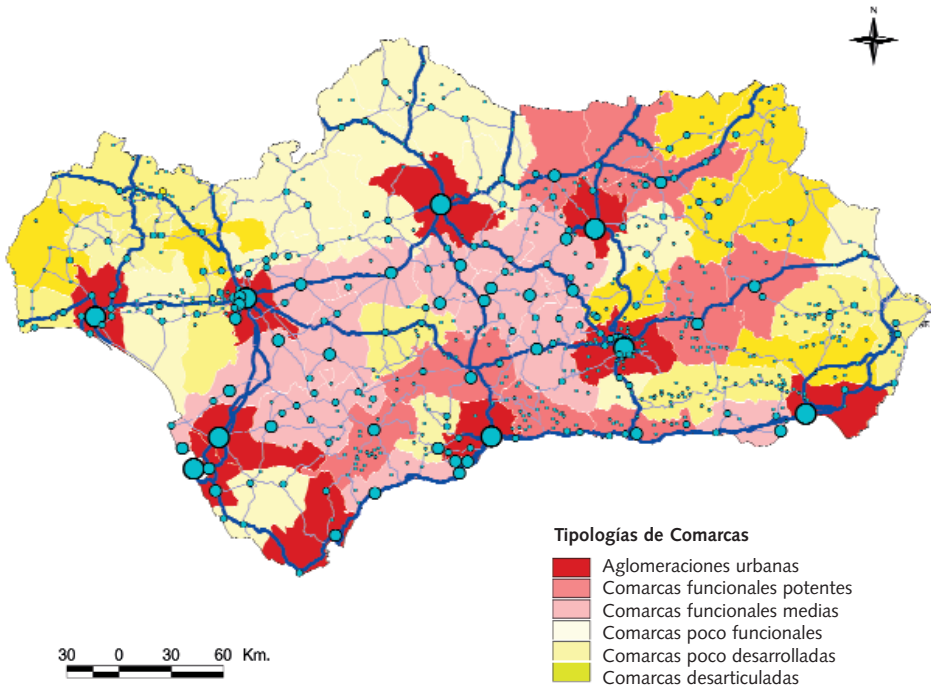 N
Tipologías de Comarcas
Aglomeraciones urbanas
Comarcas funcionales potentes
Comarcas funcionales medias
Comarcas poco funcionales
Comarcas poco desarrolladas
Comarcas desarticuladas
30 0 30 60 Km.